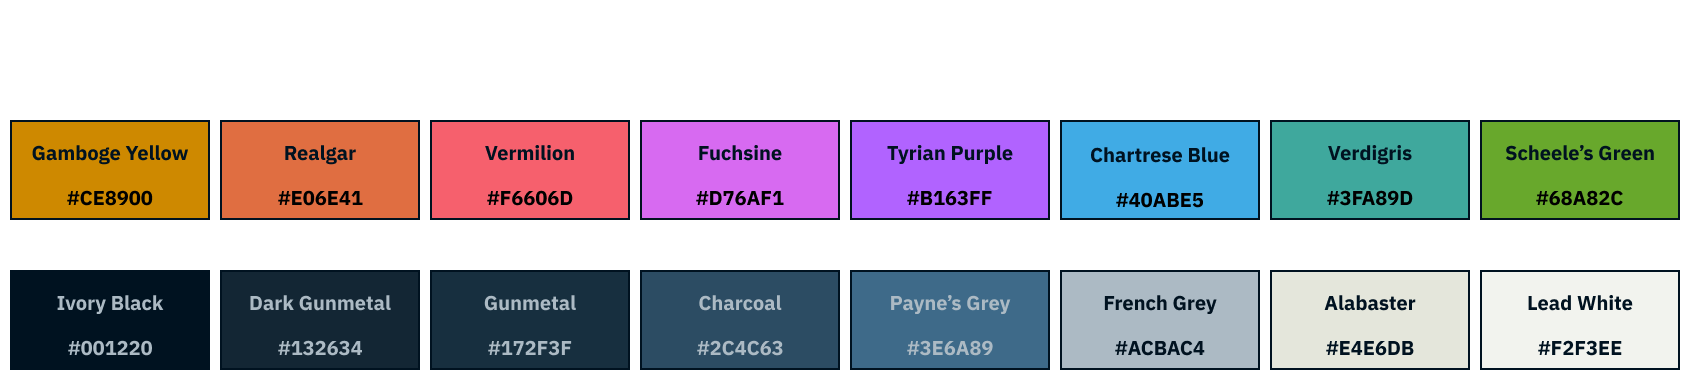 Gamboge Yellow
#CE8900
Realgar
#E06E41
Vermilion
#F6606D
Fuchsine
#D76AF1
Tyrian Purple
#B163FF
Chartrese Blue
#40ABE5
Verdigris
#3FA89D
Scheele’s Green
#68A82C
Ivory Black
#001220
Dark Gunmetal
#132634
Gunmetal
#172F3F
Charcoal
#2C4C63
Payne’s Grey
#3E6A89
French Grey
#ACBAC4
Alabaster
#E4E6DB
Lead White
#F2F3EE